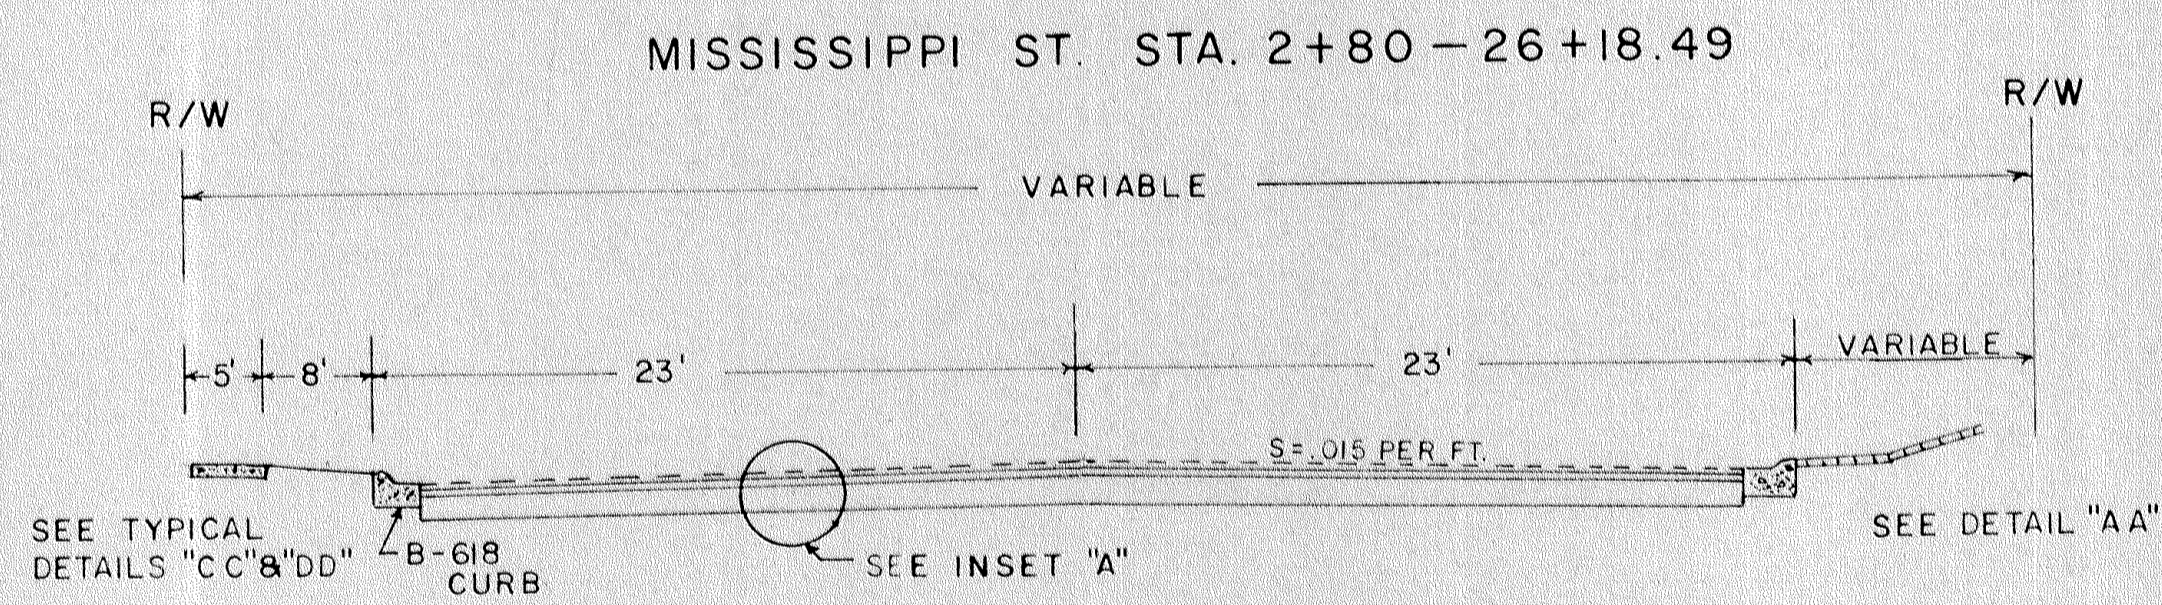 MISSISSIPPI ST. STA. 2+80 - 26+18.49
R/W
R/W
VARIABLE
5'
8'
23'
23'
VARIABLE
S=.015 PER FT.
SEE TYPICAL
DETAILS "CC"&"DD"
B-618
CURB
SEE INSET "A"
SEE DETAIL "AA"